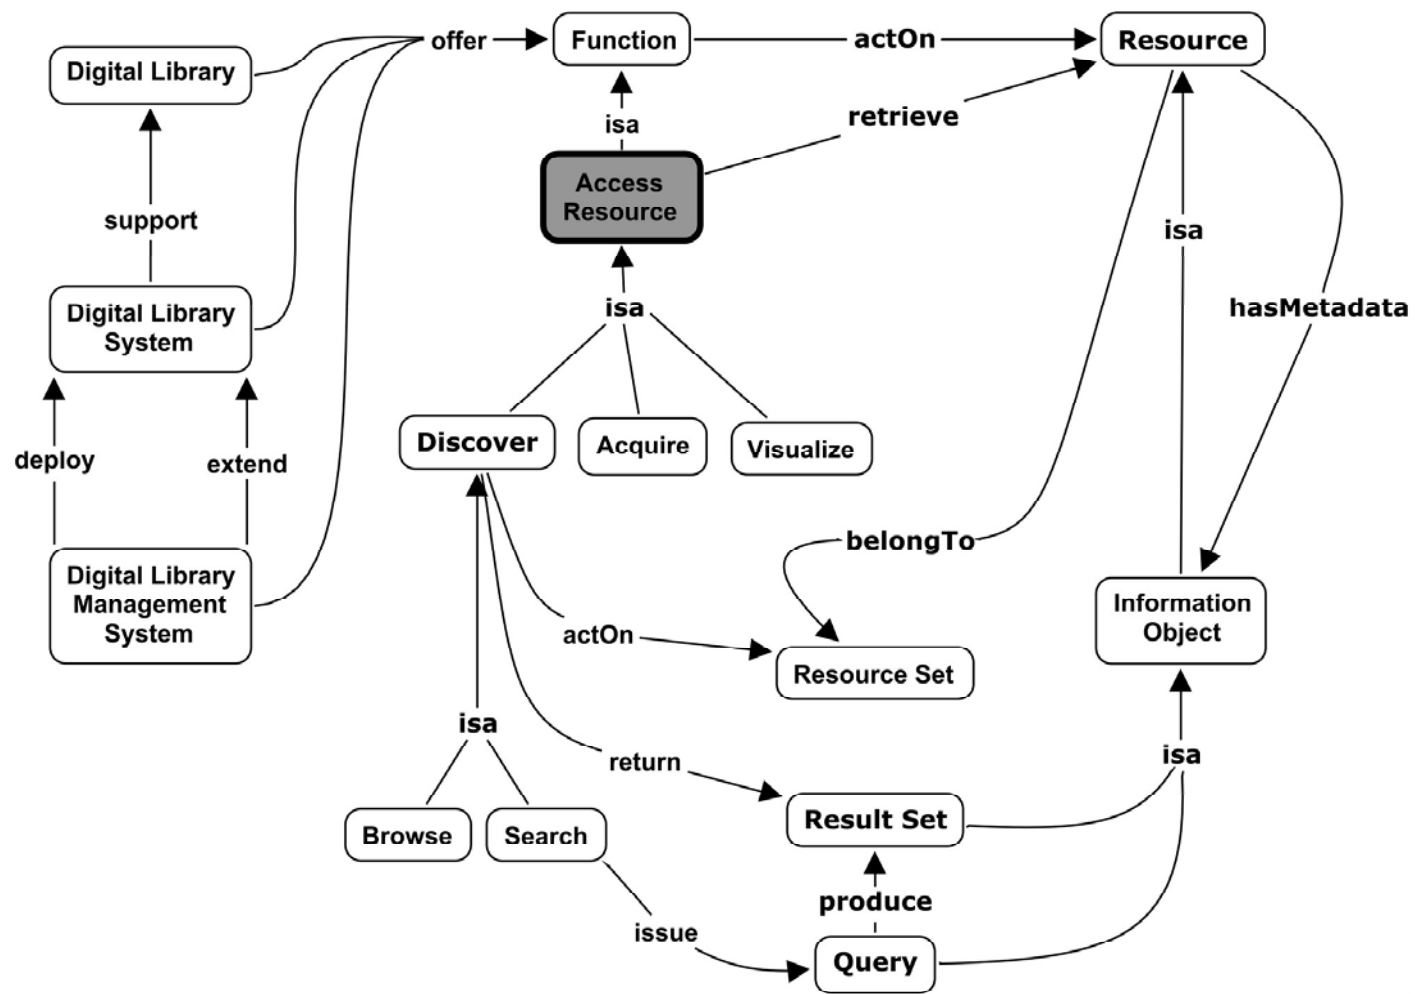 Digital Library
offer
Function
actOn
Resource
retrieve
isa
Access
Resource
support
isa
hasMetadata
isa
Digital Library
System
Discover
Acquire
Visualize
deploy
extend
belongTo
Digital Library
Management
System
Information
Object
actOn
Resource Set
isa
return
isa
Result Set
Browse
Search
produce
issue
Query